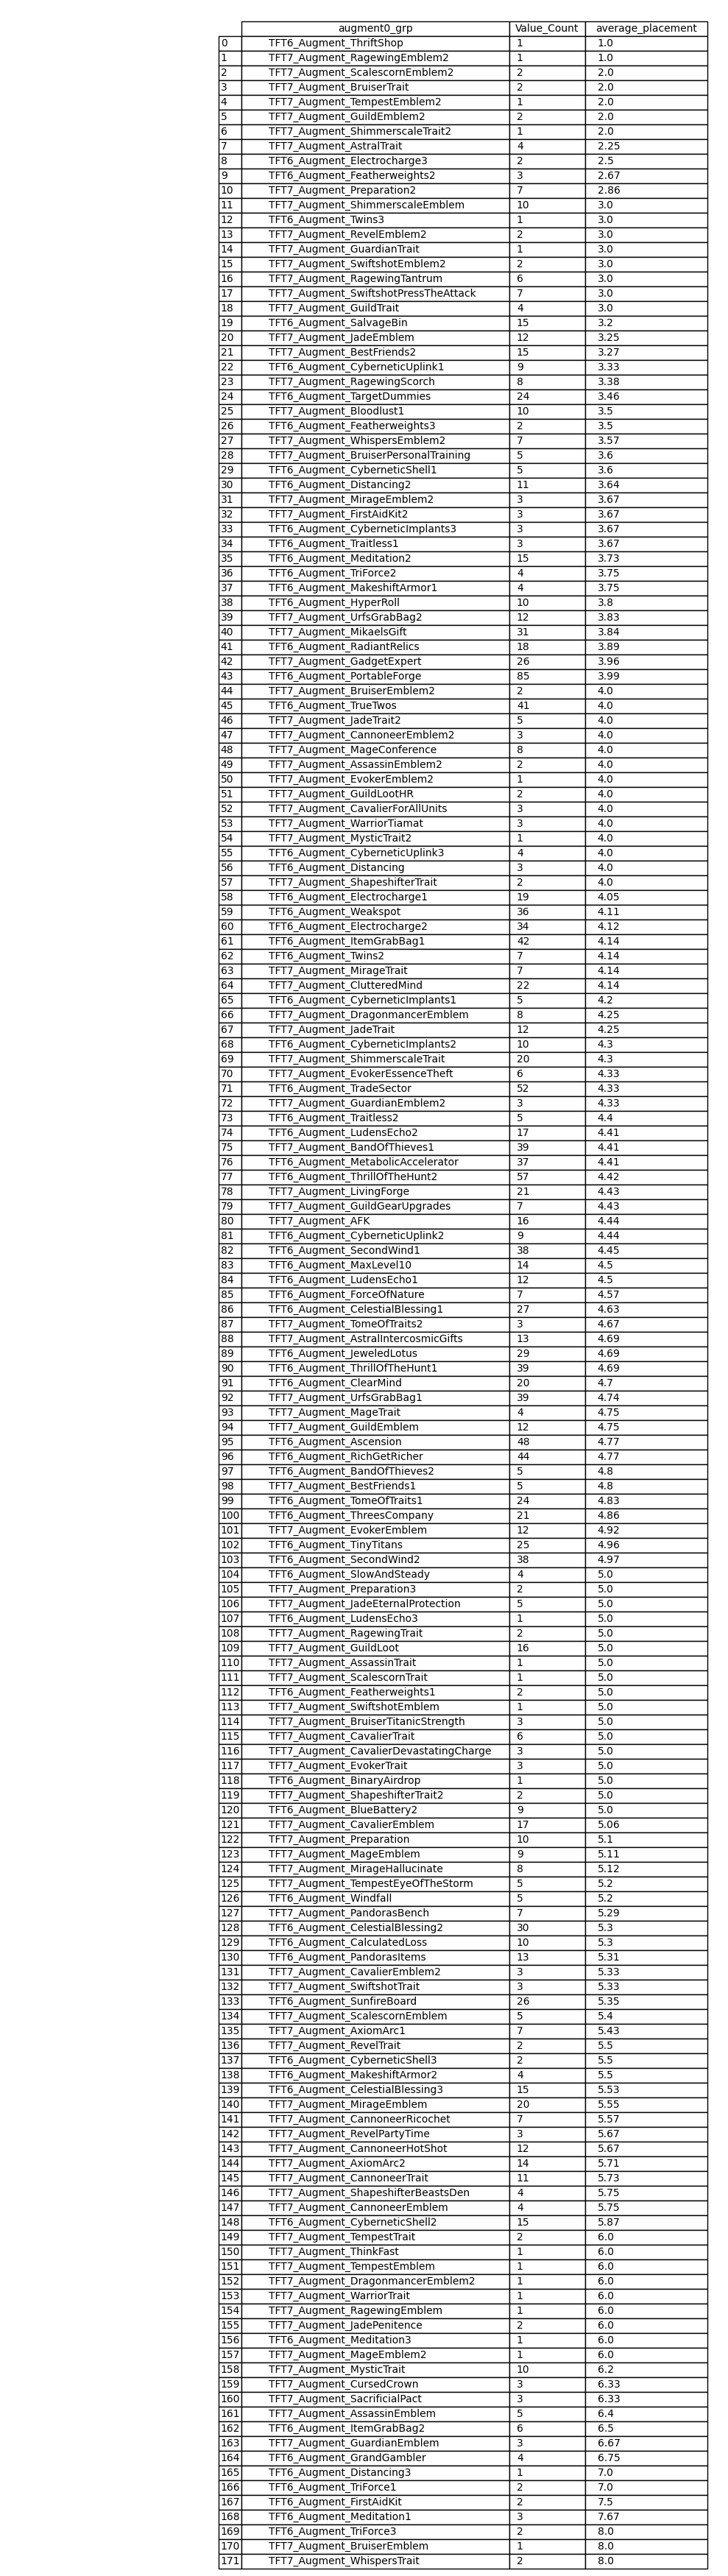 augment0_grp Value_Count average_placement
0 TFT6_Augment_ThriftShop 1 1.0
1 TFT7_Augment_RagewingEmblem2 1 1.0
2 TFT7_Augment_ScalescornEmblem2 2 2.0
3 TFT7_Augment_BruiserTrait 2 2.0
4 TFT7_Augment_TempestEmblem2 1 2.0
5 TFT7_Augment_GuildEmblem2 2 2.0
6 TFT7_Augment_ShimmerscaleTrait2 1 2.0
7 TFT7_Augment_AstralTrait 4 2.25
8 TFT6_Augment_Electrocharge3 2 2.5
9 TFT6_Augment_Featherweights2 3 2.67
10 TFT7_Augment_Preparation2 7 2.86
11 TFT7_Augment_ShimmerscaleEmblem 10 3.0
12 TFT6_Augment_Twins3 1 3.0
13 TFT7_Augment_RevelEmblem2 2 3.0
14 TFT7_Augment_GuardianTrait 1 3.0
15 TFT7_Augment_SwiftshotEmblem2 2 3.0
16 TFT7_Augment_RagewingTantrum 6 3.0
17 TFT7_Augment_SwiftshotPressTheAttack 7 3.0
18 TFT7_Augment_GuildTrait 4 3.0
19 TFT6_Augment_SalvageBin 15 3.2
20 TFT7_Augment_JadeEmblem 12 3.25
21 TFT7_Augment_BestFriends2 15 3.27
22 TFT6_Augment_CyberneticUplink1 9 3.33
23 TFT7_Augment_RagewingScorch 8 3.38
24 TFT6_Augment_TargetDummies 24 3.46
25 TFT7_Augment_Bloodlust1 10 3.5
26 TFT6_Augment_Featherweights3 2 3.5
27 TFT7_Augment_WhispersEmblem2 7 3.57
28 TFT7_Augment_BruiserPersonalTraining 5 3.6
29 TFT6_Augment_CyberneticShell1 5 3.6
30 TFT6_Augment_Distancing2 11 3.64
31 TFT7_Augment_MirageEmblem2 3 3.67
32 TFT7_Augment_FirstAidKit2 3 3.67
33 TFT6_Augment_CyberneticImplants3 3 3.67
34 TFT6_Augment_Traitless1 3 3.67
35 TFT6_Augment_Meditation2 15 3.73
36 TFT6_Augment_TriForce2 4 3.75
37 TFT6_Augment_MakeshiftArmor1 4 3.75
38 TFT6_Augment_HyperRoll 10 3.8
39 TFT7_Augment_UrfsGrabBag2 12 3.83
40 TFT7_Augment_MikaelsGift 31 3.84
41 TFT6_Augment_RadiantRelics 18 3.89
42 TFT7_Augment_GadgetExpert 26 3.96
43 TFT6_Augment_PortableForge 85 3.99
44 TFT7_Augment_BruiserEmblem2 2 4.0
45 TFT6_Augment_TrueTwos 41 4.0
46 TFT7_Augment_JadeTrait2 5 4.0
47 TFT7_Augment_CannoneerEmblem2 3 4.0
48 TFT7_Augment_MageConference 8 4.0
49 TFT7_Augment_AssassinEmblem2 2 4.0
50 TFT7_Augment_EvokerEmblem2 1 4.0
51 TFT7_Augment_GuildLootHR 2 4.0
52 TFT7_Augment_CavalierForAllUnits 3 4.0
53 TFT7_Augment_WarriorTiamat 3 4.0
54 TFT7_Augment_MysticTrait2 1 4.0
55 TFT6_Augment_CyberneticUplink3 4 4.0
56 TFT6_Augment_Distancing 3 4.0
57 TFT7_Augment_ShapeshifterTrait 2 4.0
58 TFT6_Augment_Electrocharge1 19 4.05
59 TFT6_Augment_Weakspot 36 4.11
60 TFT6_Augment_Electrocharge2 34 4.12
61 TFT6_Augment_ItemGrabBag1 42 4.14
62 TFT6_Augment_Twins2 7 4.14
63 TFT7_Augment_MirageTrait 7 4.14
64 TFT7_Augment_ClutteredMind 22 4.14
65 TFT6_Augment_CyberneticImplants1 5 4.2
66 TFT7_Augment_DragonmancerEmblem 8 4.25
67 TFT7_Augment_JadeTrait 12 4.25
68 TFT6_Augment_CyberneticImplants2 10 4.3
69 TFT7_Augment_ShimmerscaleTrait 20 4.3
70 TFT7_Augment_EvokerEssenceTheft 6 4.33
71 TFT6_Augment_TradeSector 52 4.33
72 TFT7_Augment_GuardianEmblem2 3 4.33
73 TFT6_Augment_Traitless2 5 4.4
74 TFT6_Augment_LudensEcho2 17 4.41
75 TFT7_Augment_BandOfThieves1 39 4.41
76 TFT6_Augment_MetabolicAccelerator 37 4.41
77 TFT6_Augment_ThrillOfTheHunt2 57 4.42
78 TFT7_Augment_LivingForge 21 4.43
79 TFT7_Augment_GuildGearUpgrades 7 4.43
80 TFT7_Augment_AFK 16 4.44
81 TFT6_Augment_CyberneticUplink2 9 4.44
82 TFT6_Augment_SecondWind1 38 4.45
83 TFT6_Augment_MaxLevel10 14 4.5
84 TFT6_Augment_LudensEcho1 12 4.5
85 TFT6_Augment_ForceOfNature 7 4.57
86 TFT6_Augment_CelestialBlessing1 27 4.63
87 TFT7_Augment_TomeOfTraits2 3 4.67
88 TFT7_Augment_AstralIntercosmicGifts 13 4.69
89 TFT6_Augment_JeweledLotus 29 4.69
90 TFT6_Augment_ThrillOfTheHunt1 39 4.69
91 TFT6_Augment_ClearMind 20 4.7
92 TFT7_Augment_UrfsGrabBag1 39 4.74
93 TFT7_Augment_MageTrait 4 4.75
94 TFT7_Augment_GuildEmblem 12 4.75
95 TFT6_Augment_Ascension 48 4.77
96 TFT6_Augment_RichGetRicher 44 4.77
97 TFT6_Augment_BandOfThieves2 5 4.8
98 TFT7_Augment_BestFriends1 5 4.8
99 TFT6_Augment_TomeOfTraits1 24 4.83
100 TFT6_Augment_ThreesCompany 21 4.86
101 TFT7_Augment_EvokerEmblem 12 4.92
102 TFT6_Augment_TinyTitans 25 4.96
103 TFT6_Augment_SecondWind2 38 4.97
104 TFT6_Augment_SlowAndSteady 4 5.0
105 TFT7_Augment_Preparation3 2 5.0
106 TFT7_Augment_JadeEternalProtection 5 5.0
107 TFT6_Augment_LudensEcho3 1 5.0
108 TFT7_Augment_RagewingTrait 2 5.0
109 TFT7_Augment_GuildLoot 16 5.0
110 TFT7_Augment_AssassinTrait 1 5.0
111 TFT7_Augment_ScalescornTrait 1 5.0
112 TFT6_Augment_Featherweights1 2 5.0
113 TFT7_Augment_SwiftshotEmblem 1 5.0
114 TFT7_Augment_BruiserTitanicStrength 3 5.0
115 TFT7_Augment_CavalierTrait 6 5.0
116 TFT7_Augment_CavalierDevastatingCharge 3 5.0
117 TFT7_Augment_EvokerTrait 3 5.0
118 TFT6_Augment_BinaryAirdrop 1 5.0
119 TFT7_Augment_ShapeshifterTrait2 2 5.0
120 TFT6_Augment_BlueBattery2 9 5.0
121 TFT7_Augment_CavalierEmblem 17 5.06
122 TFT7_Augment_Preparation 10 5.1
123 TFT7_Augment_MageEmblem 9 5.11
124 TFT7_Augment_MirageHallucinate 8 5.12
125 TFT7_Augment_TempestEyeOfTheStorm 5 5.2
126 TFT6_Augment_Windfall 5 5.2
127 TFT7_Augment_PandorasBench 7 5.29
128 TFT6_Augment_CelestialBlessing2 30 5.3
129 TFT6_Augment_CalculatedLoss 10 5.3
130 TFT6_Augment_PandorasItems 13 5.31
131 TFT7_Augment_CavalierEmblem2 3 5.33
132 TFT7_Augment_SwiftshotTrait 3 5.33
133 TFT6_Augment_SunfireBoard 26 5.35
134 TFT7_Augment_ScalescornEmblem 5 5.4
135 TFT7_Augment_AxiomArc1 7 5.43
136 TFT7_Augment_RevelTrait 2 5.5
137 TFT6_Augment_CyberneticShell3 2 5.5
138 TFT6_Augment_MakeshiftArmor2 4 5.5
139 TFT6_Augment_CelestialBlessing3 15 5.53
140 TFT7_Augment_MirageEmblem 20 5.55
141 TFT7_Augment_CannoneerRicochet 7 5.57
142 TFT7_Augment_RevelPartyTime 3 5.67
143 TFT7_Augment_CannoneerHotShot 12 5.67
144 TFT7_Augment_AxiomArc2 14 5.71
145 TFT7_Augment_CannoneerTrait 11 5.73
146 TFT7_Augment_ShapeshifterBeastsDen 4 5.75
147 TFT7_Augment_CannoneerEmblem 4 5.75
148 TFT6_Augment_CyberneticShell2 15 5.87
149 TFT7_Augment_TempestTrait 2 6.0
150 TFT7_Augment_ThinkFast 1 6.0
151 TFT7_Augment_TempestEmblem 1 6.0
152 TFT7_Augment_DragonmancerEmblem2 1 6.0
153 TFT7_Augment_WarriorTrait 1 6.0
154 TFT7_Augment_RagewingEmblem 1 6.0
155 TFT7_Augment_JadePenitence 2 6.0
156 TFT6_Augment_Meditation3 1 6.0
157 TFT7_Augment_MageEmblem2 1 6.0
158 TFT7_Augment_MysticTrait 10 6.2
159 TFT7_Augment_CursedCrown 3 6.33
160 TFT7_Augment_SacrificialPact 3 6.33
161 TFT7_Augment_AssassinEmblem 5 6.4
162 TFT6_Augment_ItemGrabBag2 6 6.5
163 TFT7_Augment_GuardianEmblem 3 6.67
164 TFT6_Augment_GrandGambler 4 6.75
165 TFT6_Augment_Distancing3 1 7.0
166 TFT6_Augment_TriForce1 2 7.0
167 TFT6_Augment_FirstAidKit 2 7.5
168 TFT6_Augment_Meditation1 3 7.67
169 TFT6_Augment_TriForce3 2 8.0
170 TFT7_Augment_BruiserEmblem 1 8.0
171 TFT7_Augment_WhispersTrait 2 8.0